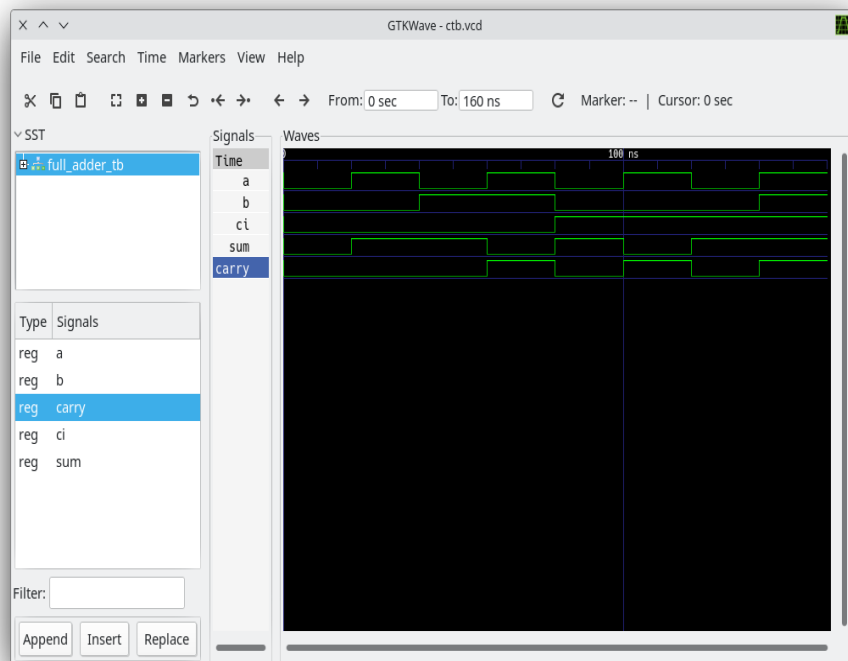 GTKWave - ctb.vcd
File Edit Search Time Markers View Help
From: 0 sec To: 160 ns Marker: -- | Cursor: 0 sec
SST
full_adder_tb
Type Signals
reg a
reg b
reg carry
reg ci
reg sum
Filter:
Append Insert Replace
Signals
Time
a
b
ci
sum
carry
Waves
100 ns